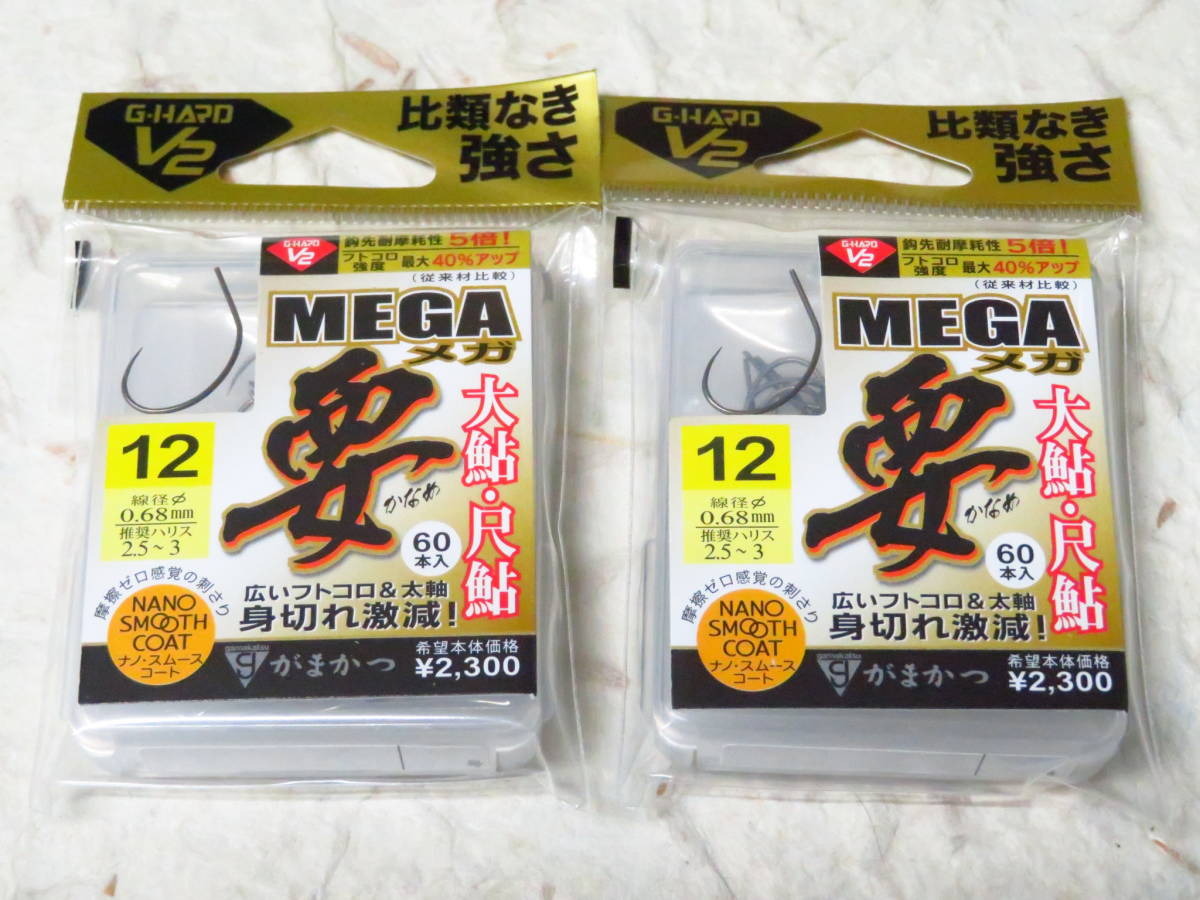 G-HARD
V2
比類なき
強さ
G-HARD
V2
鈎先耐摩耗性 5倍!
フトコロ強度 最大40%アップ
(従来材比較)
MEGA
メガ
要
かなめ
大鮎・尺鮎
12
線径φ
0.68mm
推奨ハリス
2.5~3
60
本入
摩擦ゼロ感覚の刺さり
NANO
SMOOTH
COAT
ナノ・スムース
コート
広いフトコロ&太軸
身切れ激減!
gamakatsu
がまかつ
希望本体価格
¥2,300
G-HARD
V2
比類なき
強さ
G-HARD
V2
鈎先耐摩耗性 5倍!
フトコロ強度 最大40%アップ
(従来材比較)
MEGA
メガ
要
かなめ
大鮎・尺鮎
12
線径φ
0.68mm
推奨ハリス
2.5~3
60
本入
摩擦ゼロ感覚の刺さり
NANO
SMOOTH
COAT
ナノ・スムース
コート
広いフトコロ&太軸
身切れ激減!
gamakatsu
がまかつ
希望本体価格
¥2,300